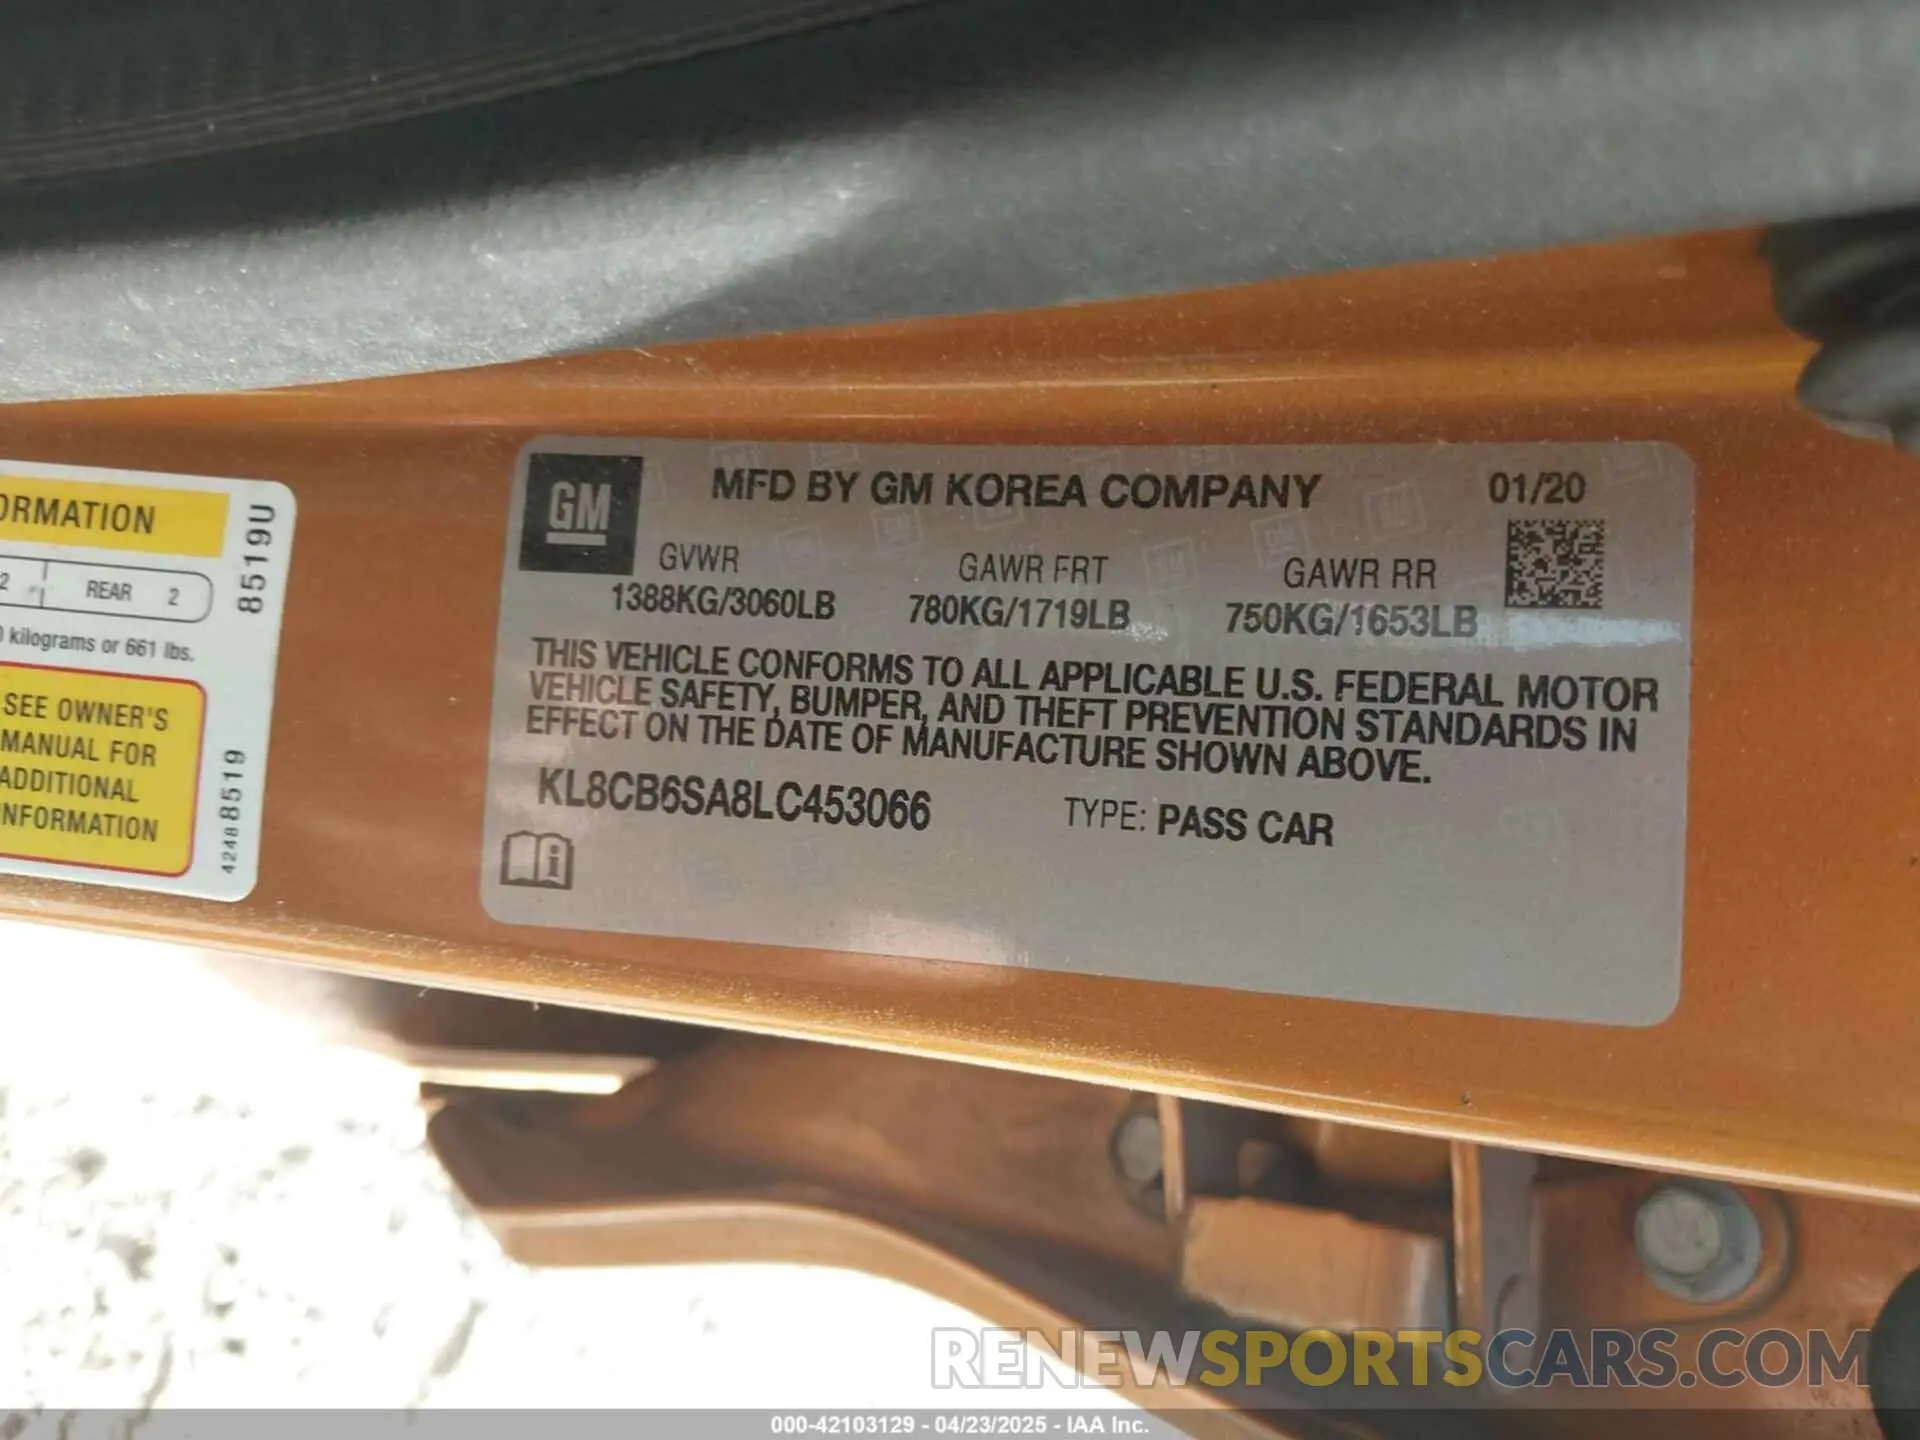 ORMATION
2 REAR 2
kilograms or 661 lbs.
SEE OWNER'S
MANUAL FOR
ADDITIONAL
INFORMATION
8519U
42488519
GM
MFD BY GM KOREA COMPANY 01/20
GVWR GAWR FRT GAWR RR
1388KG/3060LB 780KG/1719LB 750KG/1653LB
THIS VEHICLE CONFORMS TO ALL APPLICABLE U.S. FEDERAL MOTOR
VEHICLE SAFETY, BUMPER, AND THEFT PREVENTION STANDARDS IN
EFFECT ON THE DATE OF MANUFACTURE SHOWN ABOVE.
KL8CB6SA8LC453066 TYPE: PASS CAR
RENEWSPORTSCARS.COM
000-42103129 - 04/23/2025 - IAA Inc.